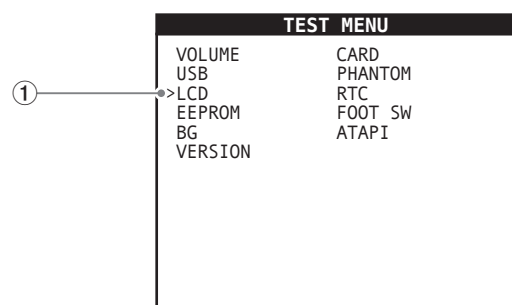 TEST MENU
VOLUME CARD
USB PHANTOM
① >LCD RTC
EEPROM FOOT SW
BG ATAPI
VERSION